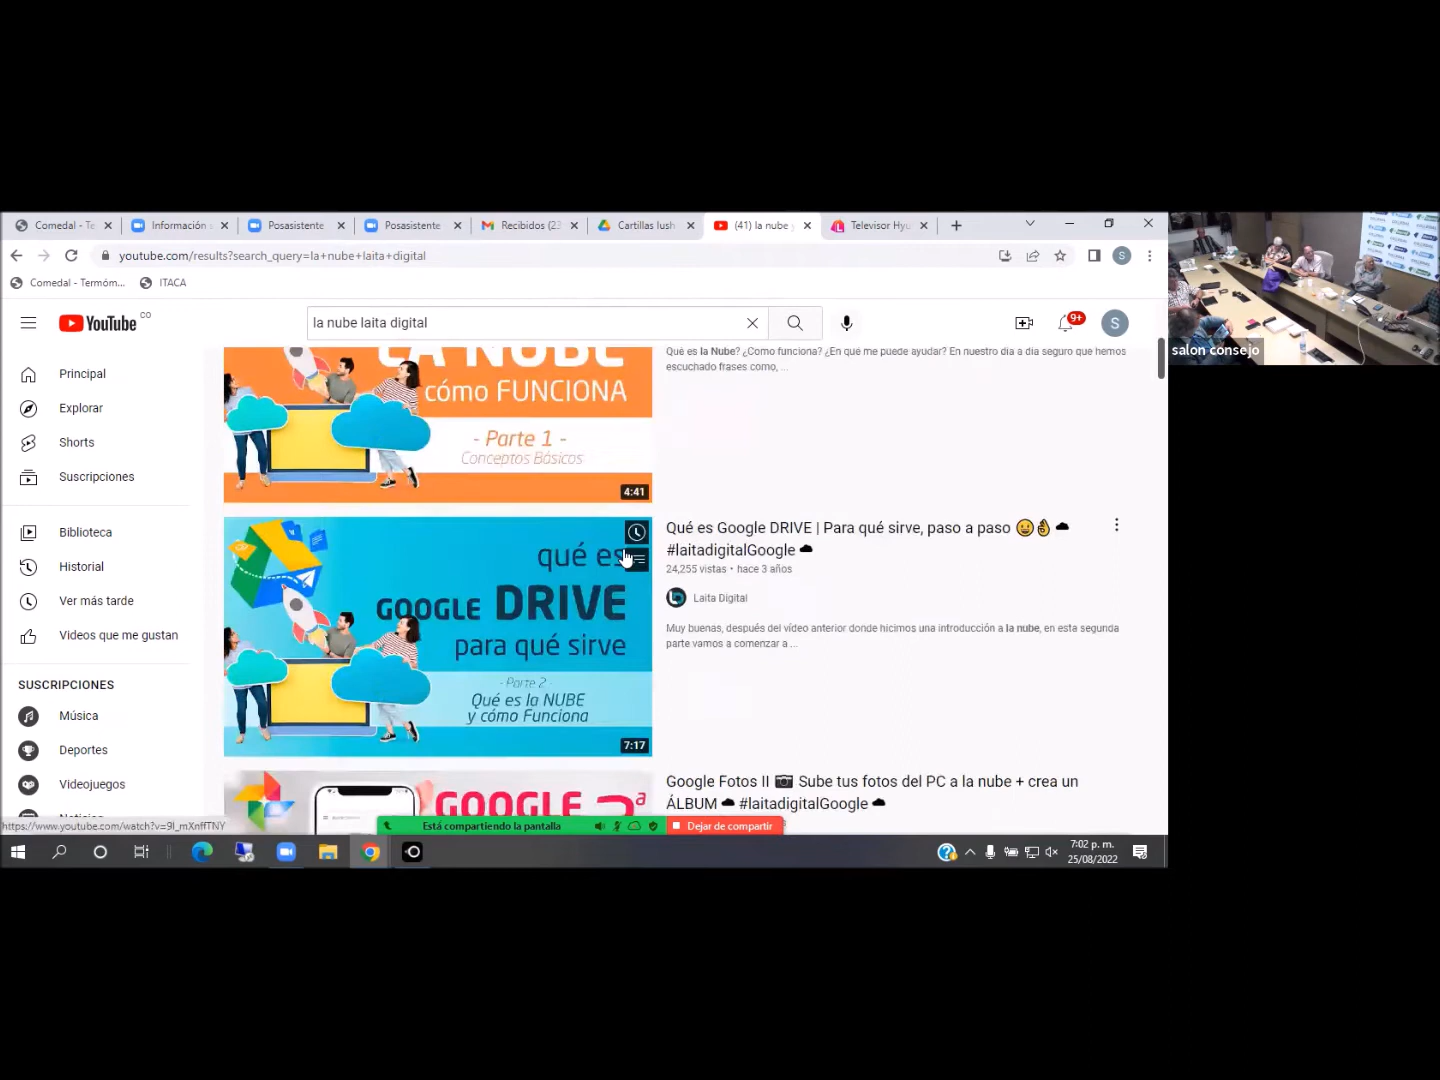 Comedal - Te
Información
Posasistente
Posasistente
Recibidos (23
Cartillas Iush
(41) la nube
Televisor Hyu
youtube.com/results?search_query=la+nube+laita+digital
S
Comedal - Termóm...
ITACA
YouTube CO
la nube laita digital
9+
S
salon consejo
Principal
Explorar
Shorts
Suscripciones
Biblioteca
Historial
Ver más tarde
Videos que me gustan
SUSCRIPCIONES
Música
Deportes
Videojuegos
LA NUBE
cómo FUNCIONA
- Parte 1 -
Conceptos Básicos
4:41
Qué es la Nube? ¿Como funciona? ¿En qué me puede ayudar? En nuestro día a día seguro que hemos
escuchado frases como, ...
qué es
GOOGLE DRIVE
para qué sirve
- Parte 2 -
Qué es la NUBE
y cómo Funciona
7:17
Qué es Google DRIVE | Para qué sirve, paso a paso 😀👌☁
#laitadigitalGoogle ☁
24,255 vistas • hace 3 años
Laita Digital
Muy buenas, después del vídeo anterior donde hicimos una introducción a la nube, en esta segunda
parte vamos a comenzar a ...
GOOGLE
Google Fotos II 📷 Sube tus fotos del PC a la nube + crea un
ÁLBUM ☁ #laitadigitalGoogle ☁
https://www.youtube.com/watch?v=9l_mXnffTNY
Está compartiendo la pantalla
Dejar de compartir
7:02 p. m.
25/08/2022